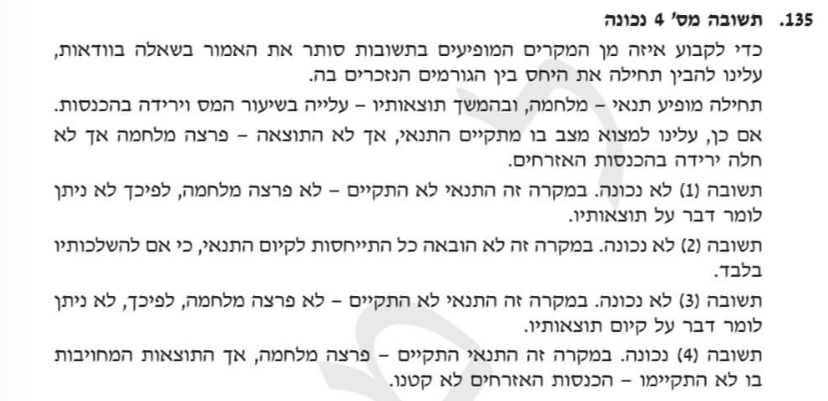 135. תשובה מס' 4 נכונה
כדי לקבוע איזה מן המקרים המופיעים בתשובות סותר את האמור בשאלה בוודאות,
עלינו להבין תחילה את היחס בין הגורמים הנזכרים בה.
תחילה מופיע תנאי – מלחמה, ובהמשך תוצאותיו – עלייה בשיעור המס וירידה בהכנסות.
אם כן, עלינו למצוא מצב בו מתקיים התנאי, אך לא התוצאה – פרצה מלחמה אך לא
חלה ירידה בהכנסות האזרחים.
תשובה (1) לא נכונה. במקרה זה התנאי לא התקיים – לא פרצה מלחמה, לפיכך לא ניתן
לומר דבר על תוצאותיו.
תשובה (2) לא נכונה. במקרה זה לא הובאה כל התייחסות לקיום התנאי, כי אם להשלכותיו
בלבד.
תשובה (3) לא נכונה. במקרה זה התנאי לא התקיים – לא פרצה מלחמה, לפיכך, לא ניתן
לומר דבר על קיום תוצאותיו.
תשובה (4) נכונה. במקרה זה התנאי התקיים – פרצה מלחמה, אך התוצאות המחויבות
בו לא התקיימו – הכנסות האזרחים לא קטנו.